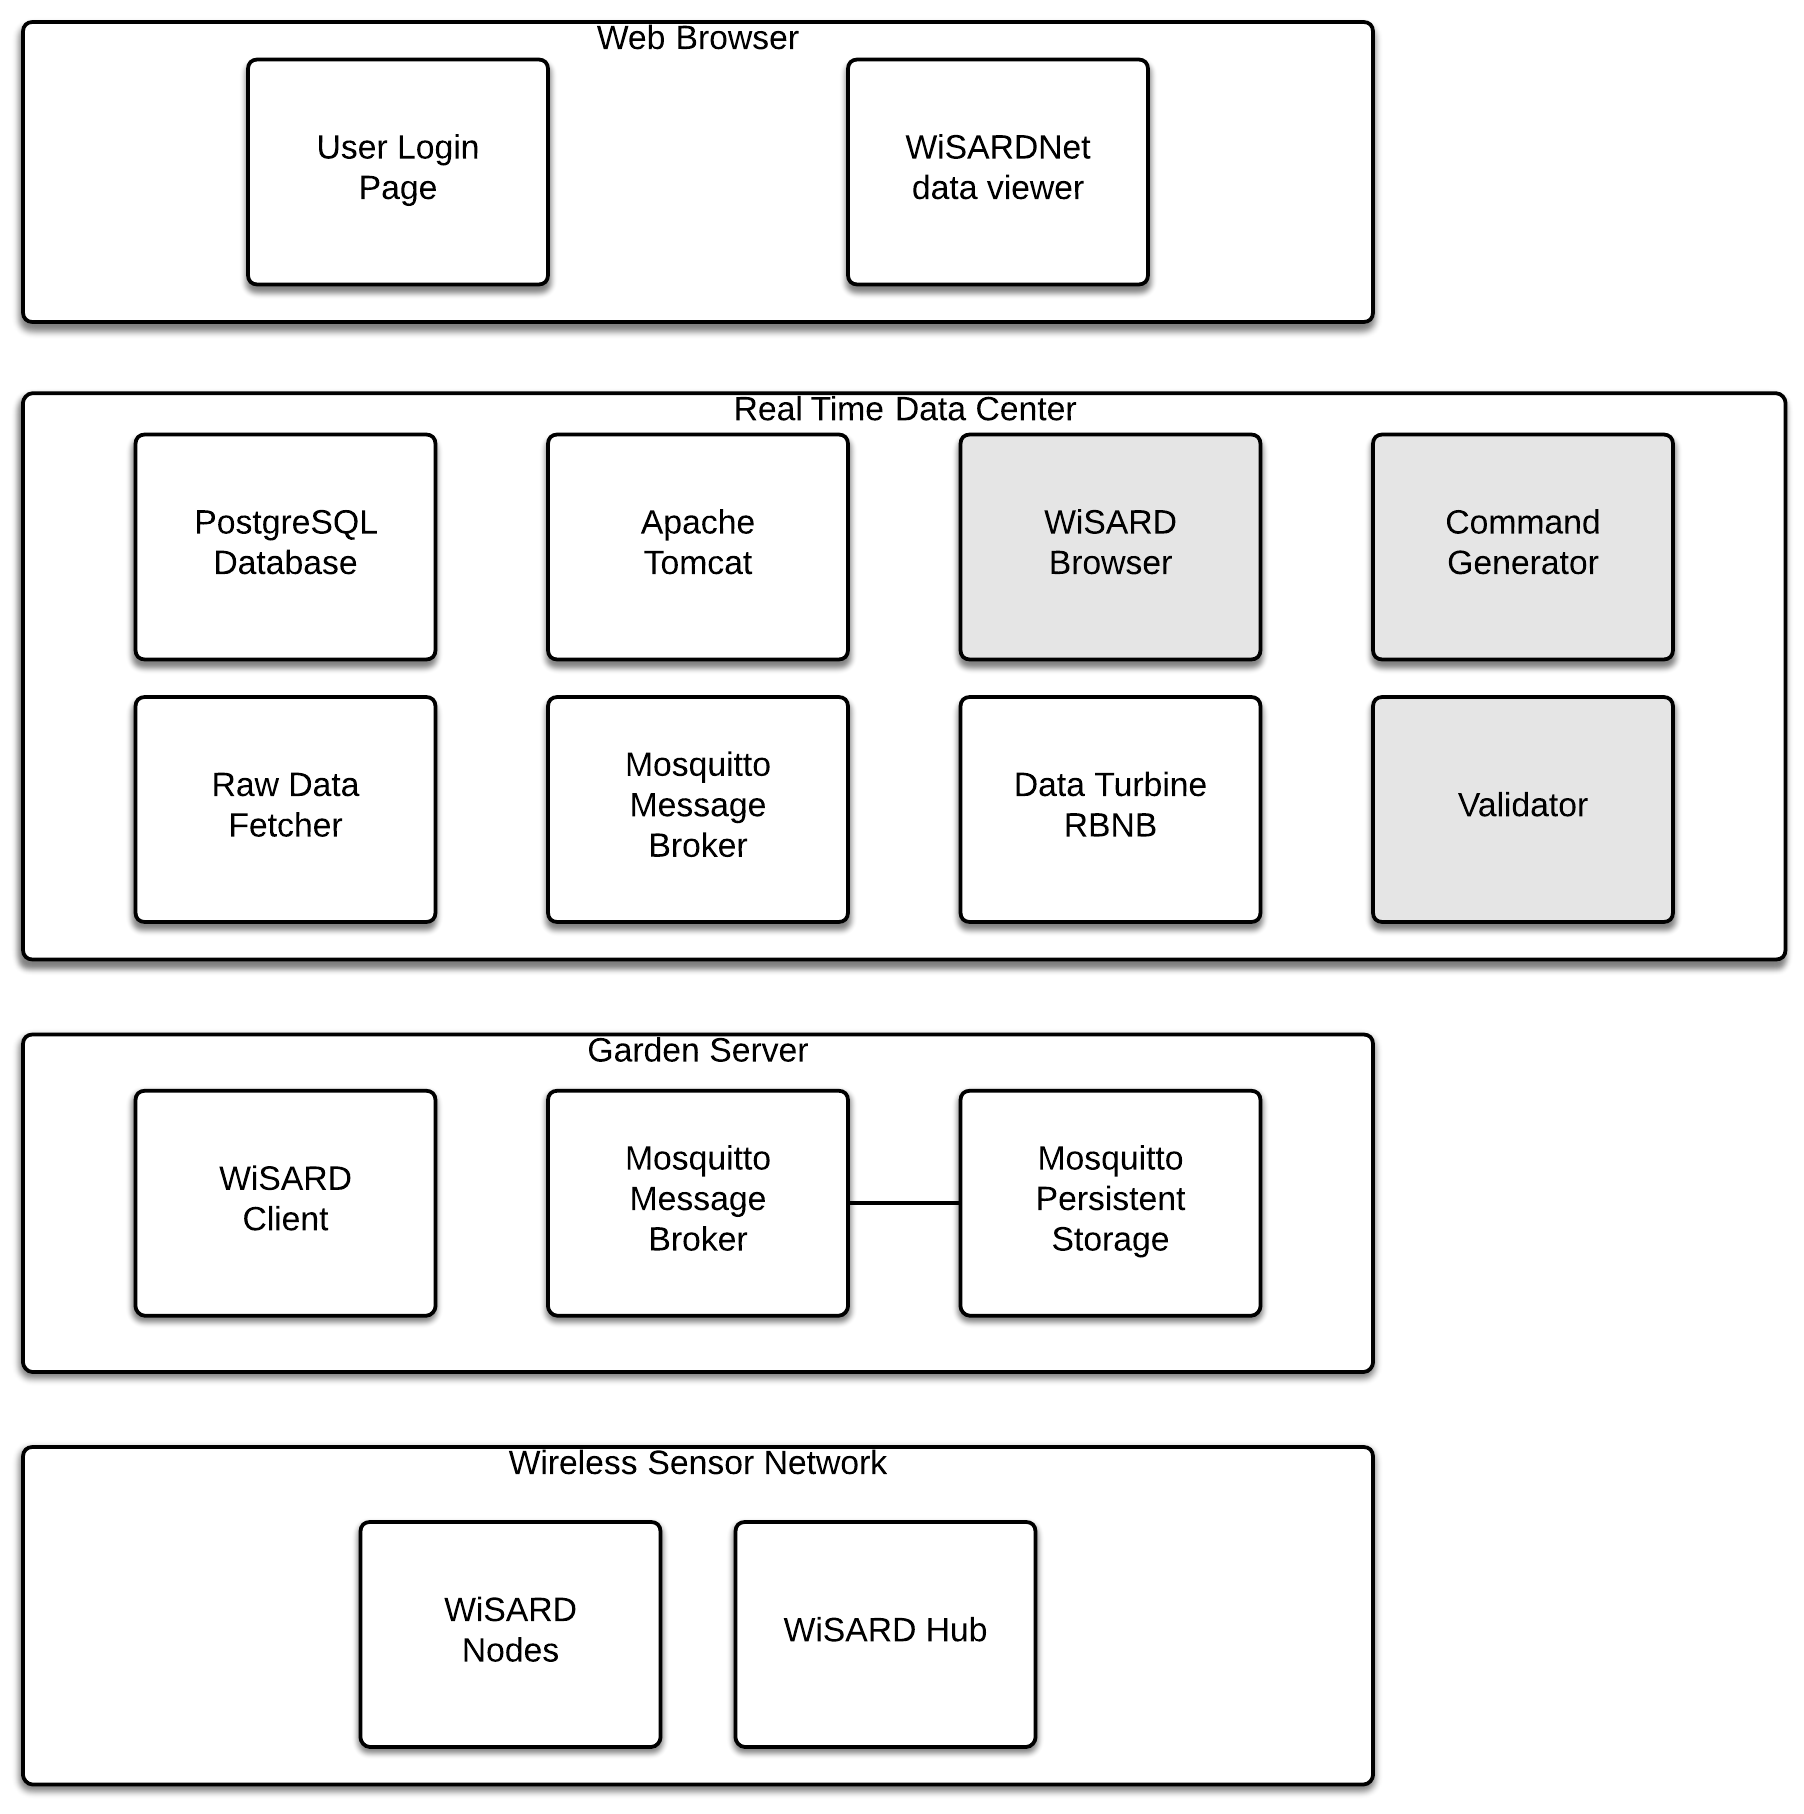 Web Browser
User Login
Page
WiSARDNet
data viewer
Real Time Data Center
PostgreSQL
Database
Apache
Tomcat
WiSARD
Browser
Command
Generator
Raw Data
Fetcher
Mosquitto
Message
Broker
Data Turbine
RBNB
Validator
Garden Server
WiSARD
Client
Mosquitto
Message
Broker
Mosquitto
Persistent
Storage
Wireless Sensor Network
WiSARD
Nodes
WiSARD Hub